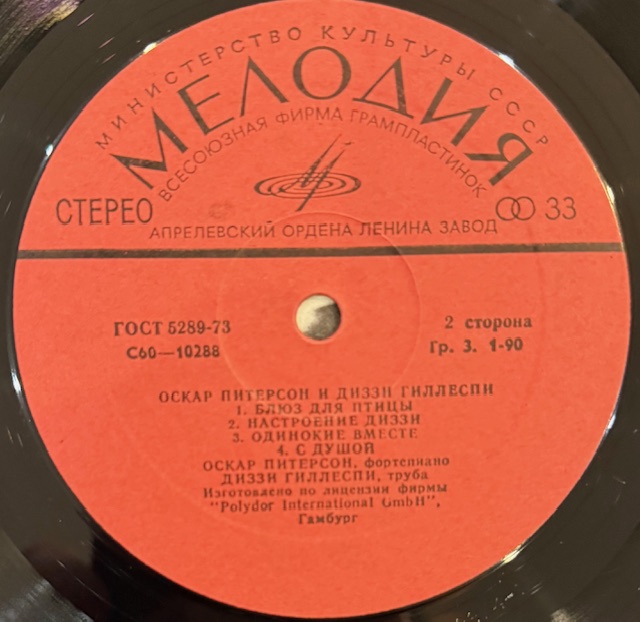 МИНИСТЕРСТВО КУЛЬТУРЫ СССР
МЕЛОДИЯ
ВСЕСОЮЗНАЯ ФИРМА ГРАМПЛАСТИНОК
СТЕРЕО
33
АПРЕЛЕВСКИЙ ОРДЕНА ЛЕНИНА ЗАВОД
ГОСТ 5289-73
2 сторона
С60—10288
Гр. 3. 1-90
ОСКАР ПИТЕРСОН И ДИЗЗИ ГИЛЛЕСПИ
1. БЛЮЗ ДЛЯ ПТИЦЫ
2. НАСТРОЕНИЕ ДИЗЗИ
3. ОДИНОКИЕ ВМЕСТЕ
4. С ДУШОЙ
ОСКАР ПИТЕРСОН, фортепиано
ДИЗЗИ ГИЛЛЕСПИ, труба
Изготовлено по лицензии фирмы
"Polydor International GmbH",
Гамбург